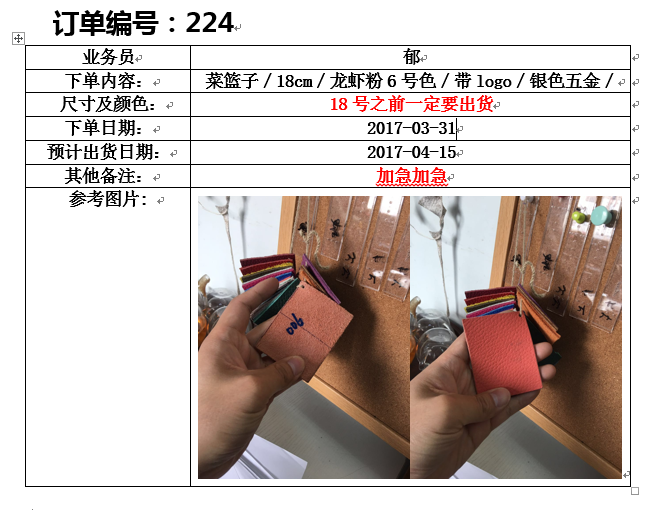 订单编号：224
业务员
郁
下单内容：
菜篮子 / 18cm / 龙虾粉 6 号色 / 带 logo / 银色五金 /
尺寸及颜色：
18 号之前一定要出货
下单日期：
2017-03-31
预计出货日期：
2017-04-15
其他备注：
加急加急
参考图片：